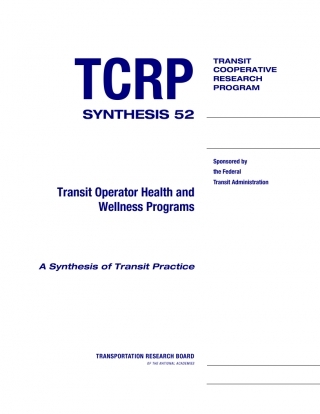 TCRP
SYNTHESIS 52
TRANSIT
COOPERATIVE
RESEARCH
PROGRAM
Sponsored by
the Federal
Transit Administration
Transit Operator Health and
Wellness Programs
A Synthesis of Transit Practice
TRANSPORTATION RESEARCH BOARD
OF THE NATIONAL ACADEMIES